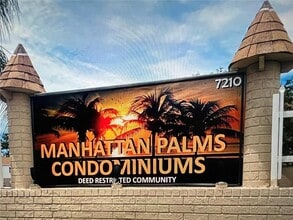 7210
MANHATTAN PALMS
CONDOMINIUMS
DEED RESTRICTED COMMUNITY